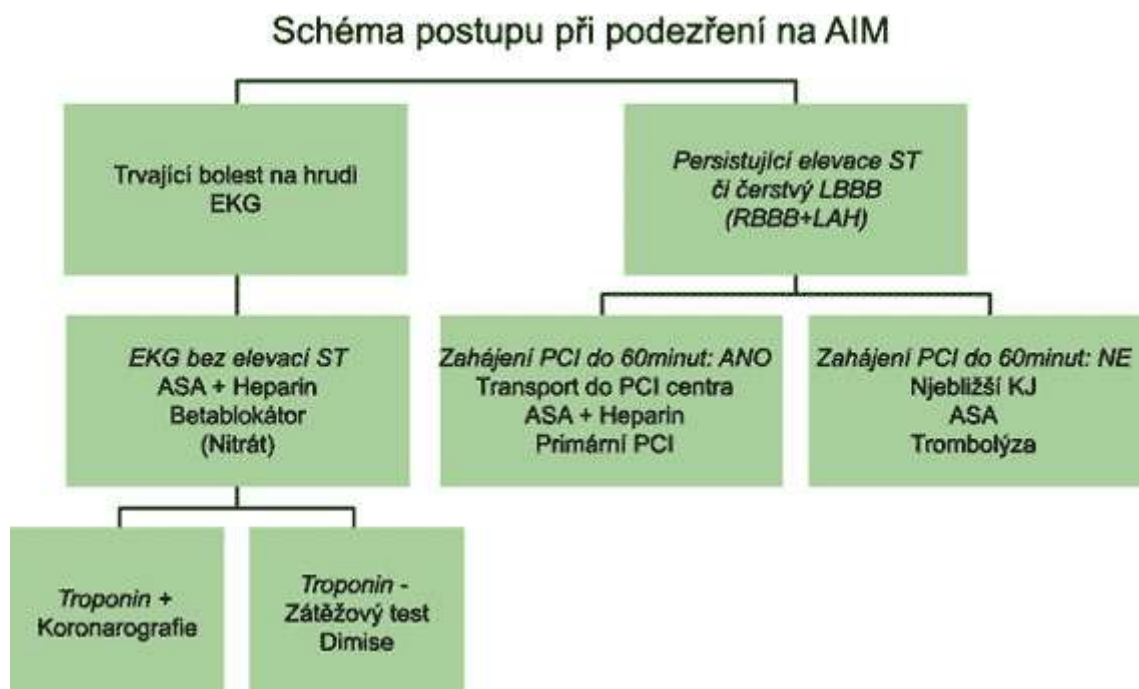 Schéma postupu při podezření na AIM
Trvající bolest na hrudi
EKG
Persistující elevace ST
či čerstvý LBBB
(RBBB+LAH)
EKG bez elevací ST
ASA + Heparin
Betablokátor
(Nitrát)
Zahájení PCI do 60minut: ANO
Transport do PCI centra
ASA + Heparin
Primární PCI
Zahájení PCI do 60minut: NE
Njebližší KJ
ASA
Trombolýza
Troponin +
Koronarografie
Troponin -
Zátěžový test
Dimise